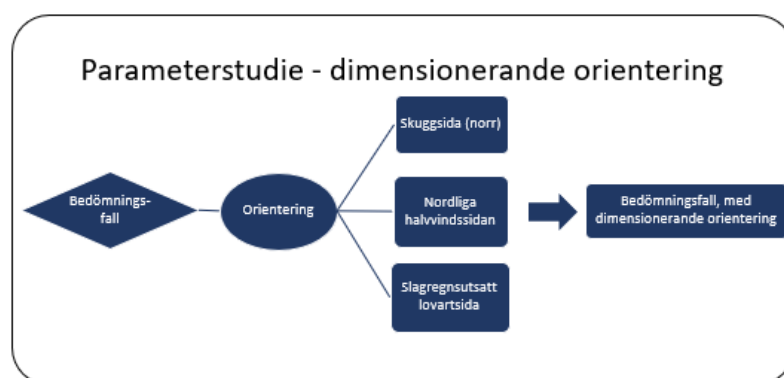 Parameterstudie - dimensionerande orientering
Skuggsida (norr)
Bedömnings-
fall
Orientering
Nordliga
halvvindssidan
Bedömningsfall, med
dimensionerande orientering
Slagregnsutsatt
lovartsida